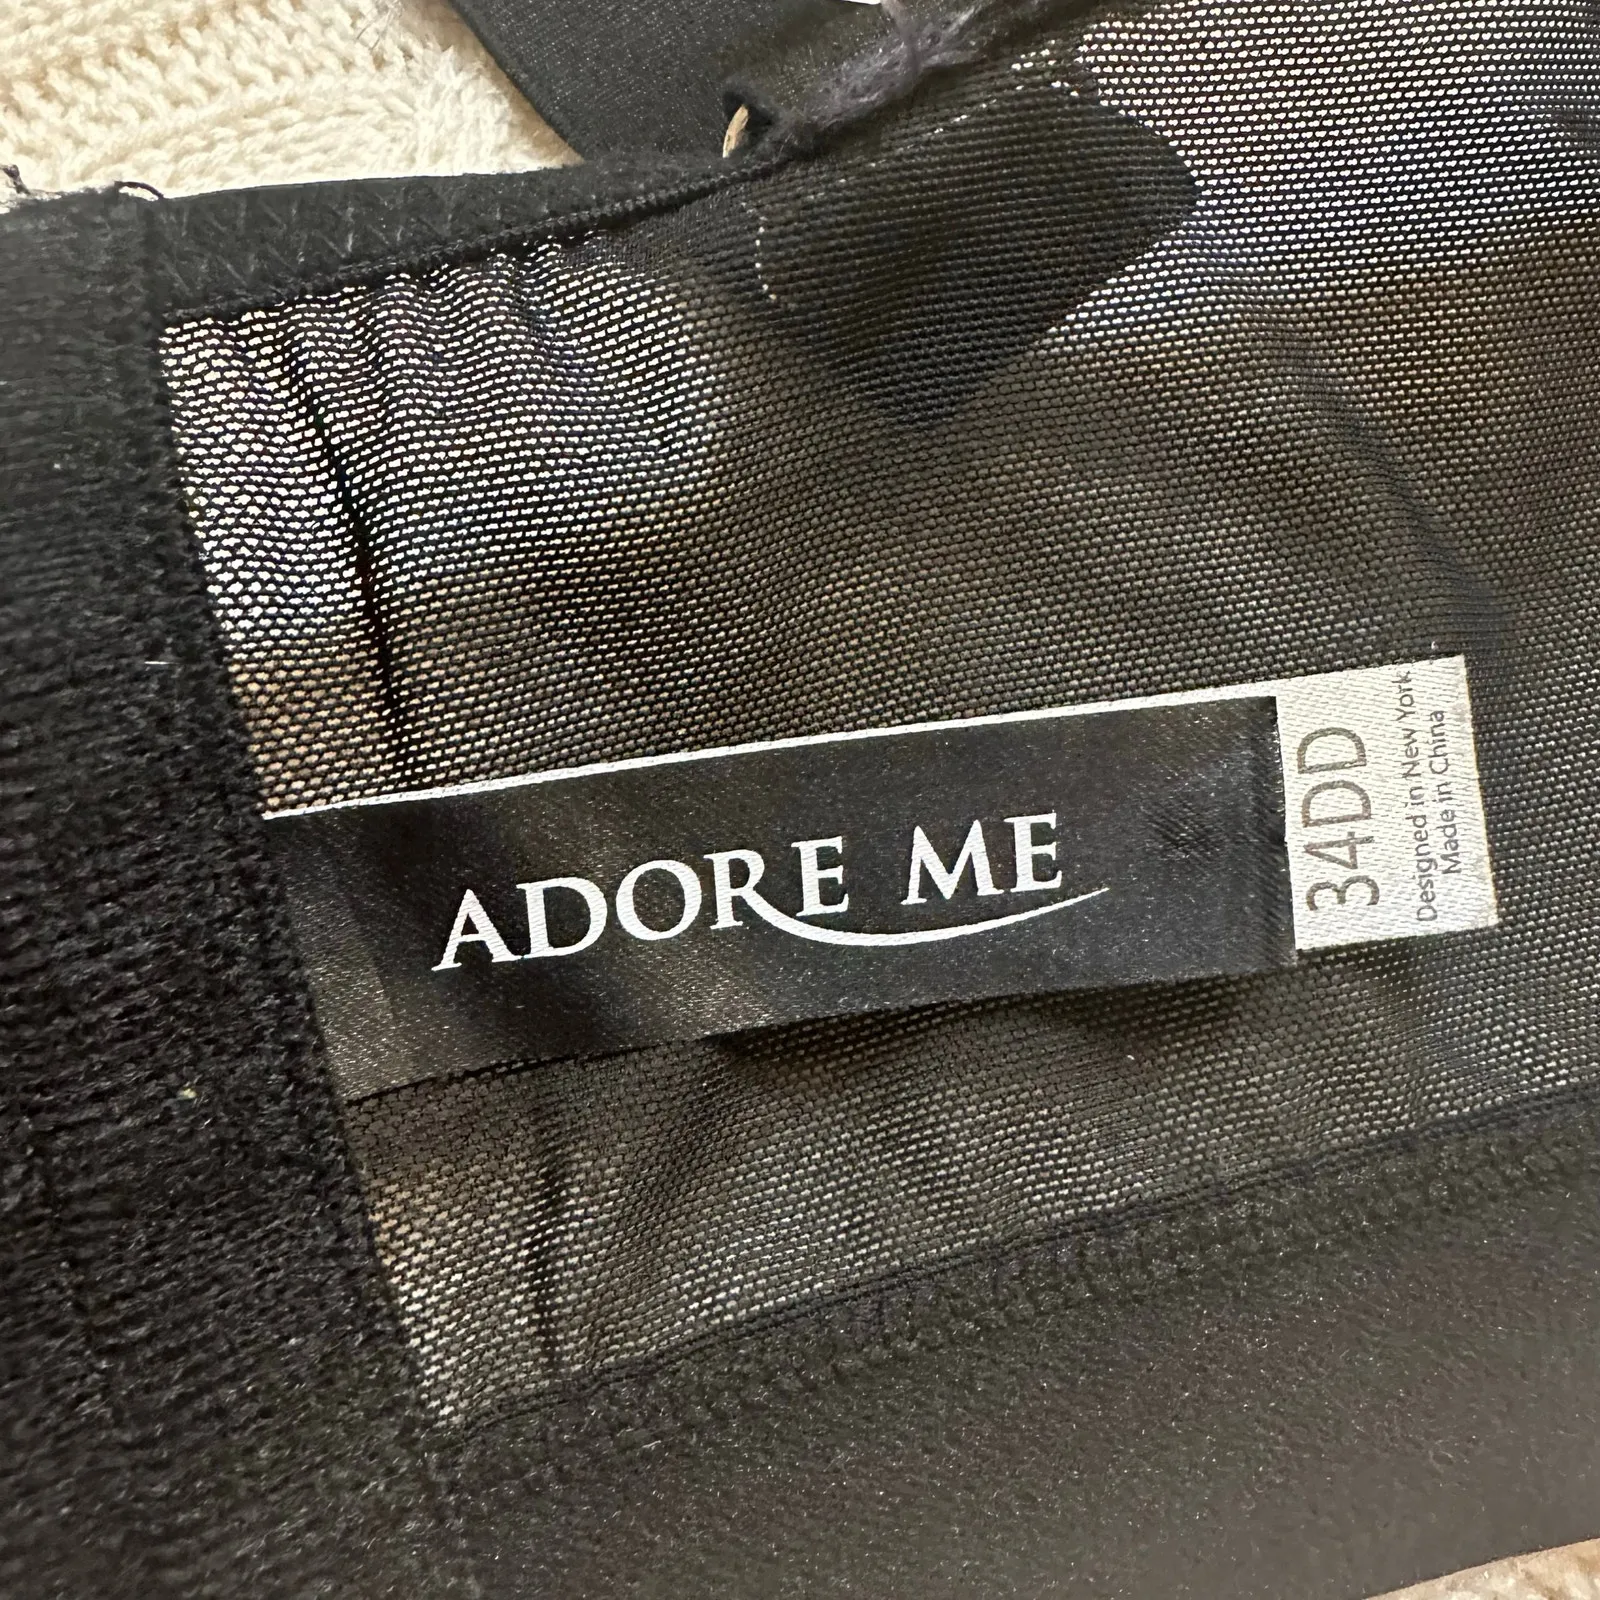 ADORE ME
34DD
Designed in New York
Made in China